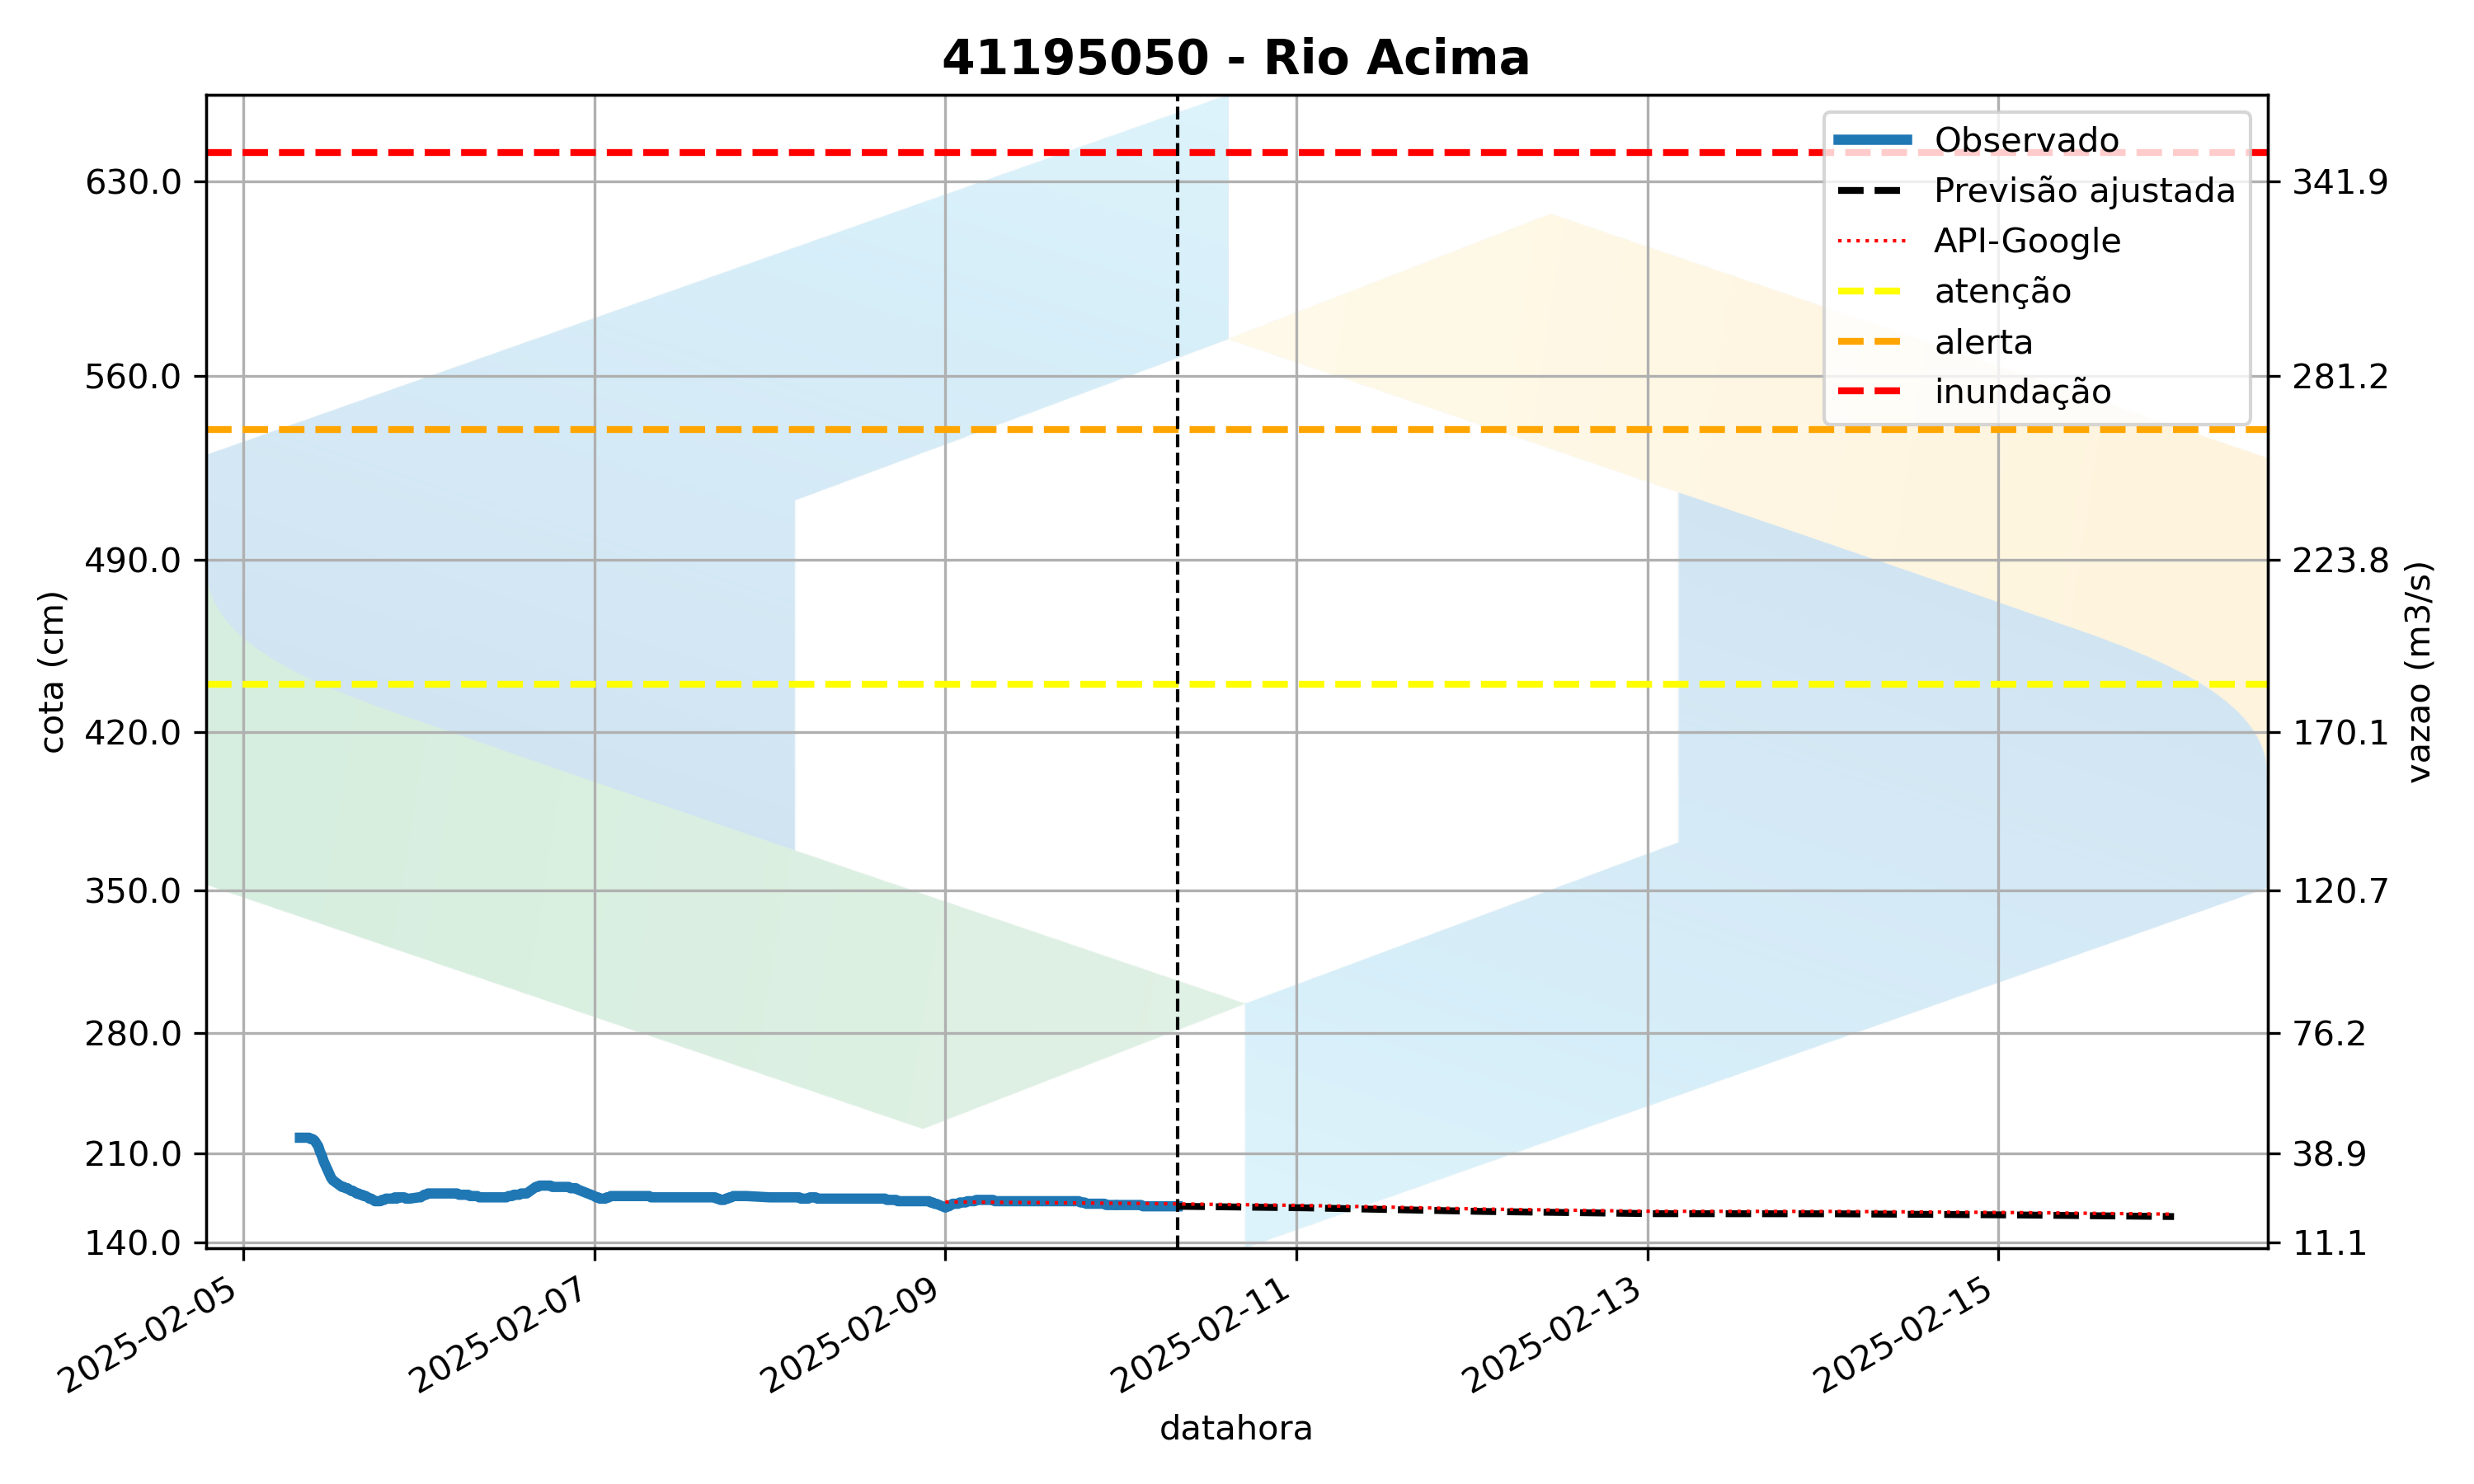 41195050 - Rio Acima
Observado
Previsão ajustada
API-Google
atenção
alerta
inundação
630.0
560.0
490.0
420.0
350.0
280.0
210.0
140.0
cota (cm)
341.9
281.2
223.8
170.1
120.7
76.2
38.9
11.1
vazao (m3/s)
2025-02-05
2025-02-07
2025-02-09
2025-02-11
2025-02-13
2025-02-15
datahora